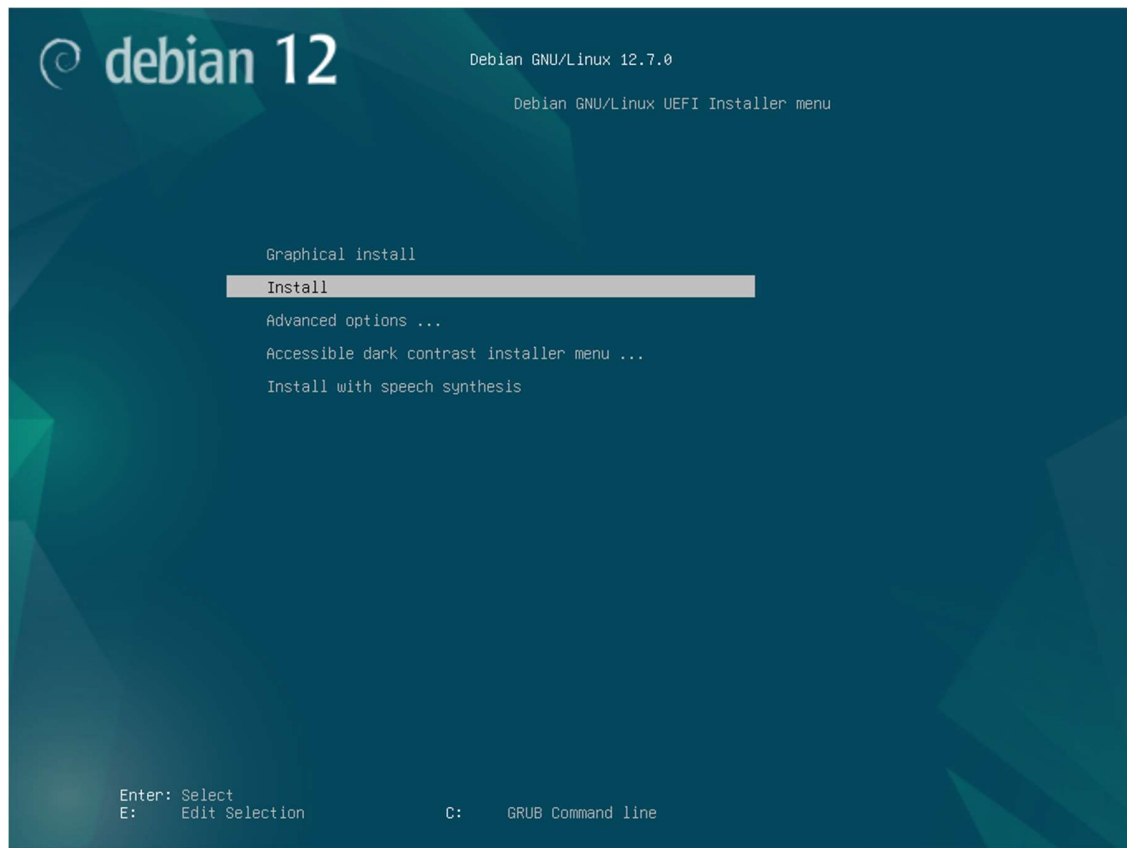 debian 12
Debian GNU/Linux 12.7.0
Debian GNU/Linux UEFI Installer menu
Graphical install
Install
Advanced options ...
Accessible dark contrast installer menu ...
Install with speech synthesis
Enter: Select
E: Edit Selection C: GRUB Command line